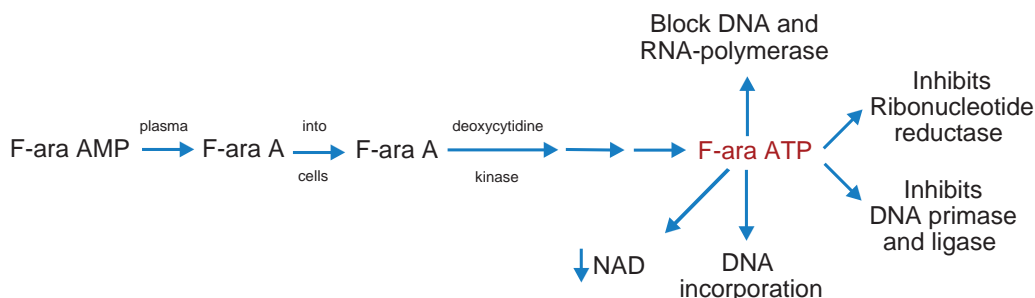 Block DNA and
RNA-polymerase
Inhibits
Ribonucleotide
reductase
plasma
into
deoxycytidine
F-ara AMP
F-ara A
F-ara A
F-ara ATP
cells
kinase
Inhibits
DNA primase
and ligase
NAD
DNA
incorporation